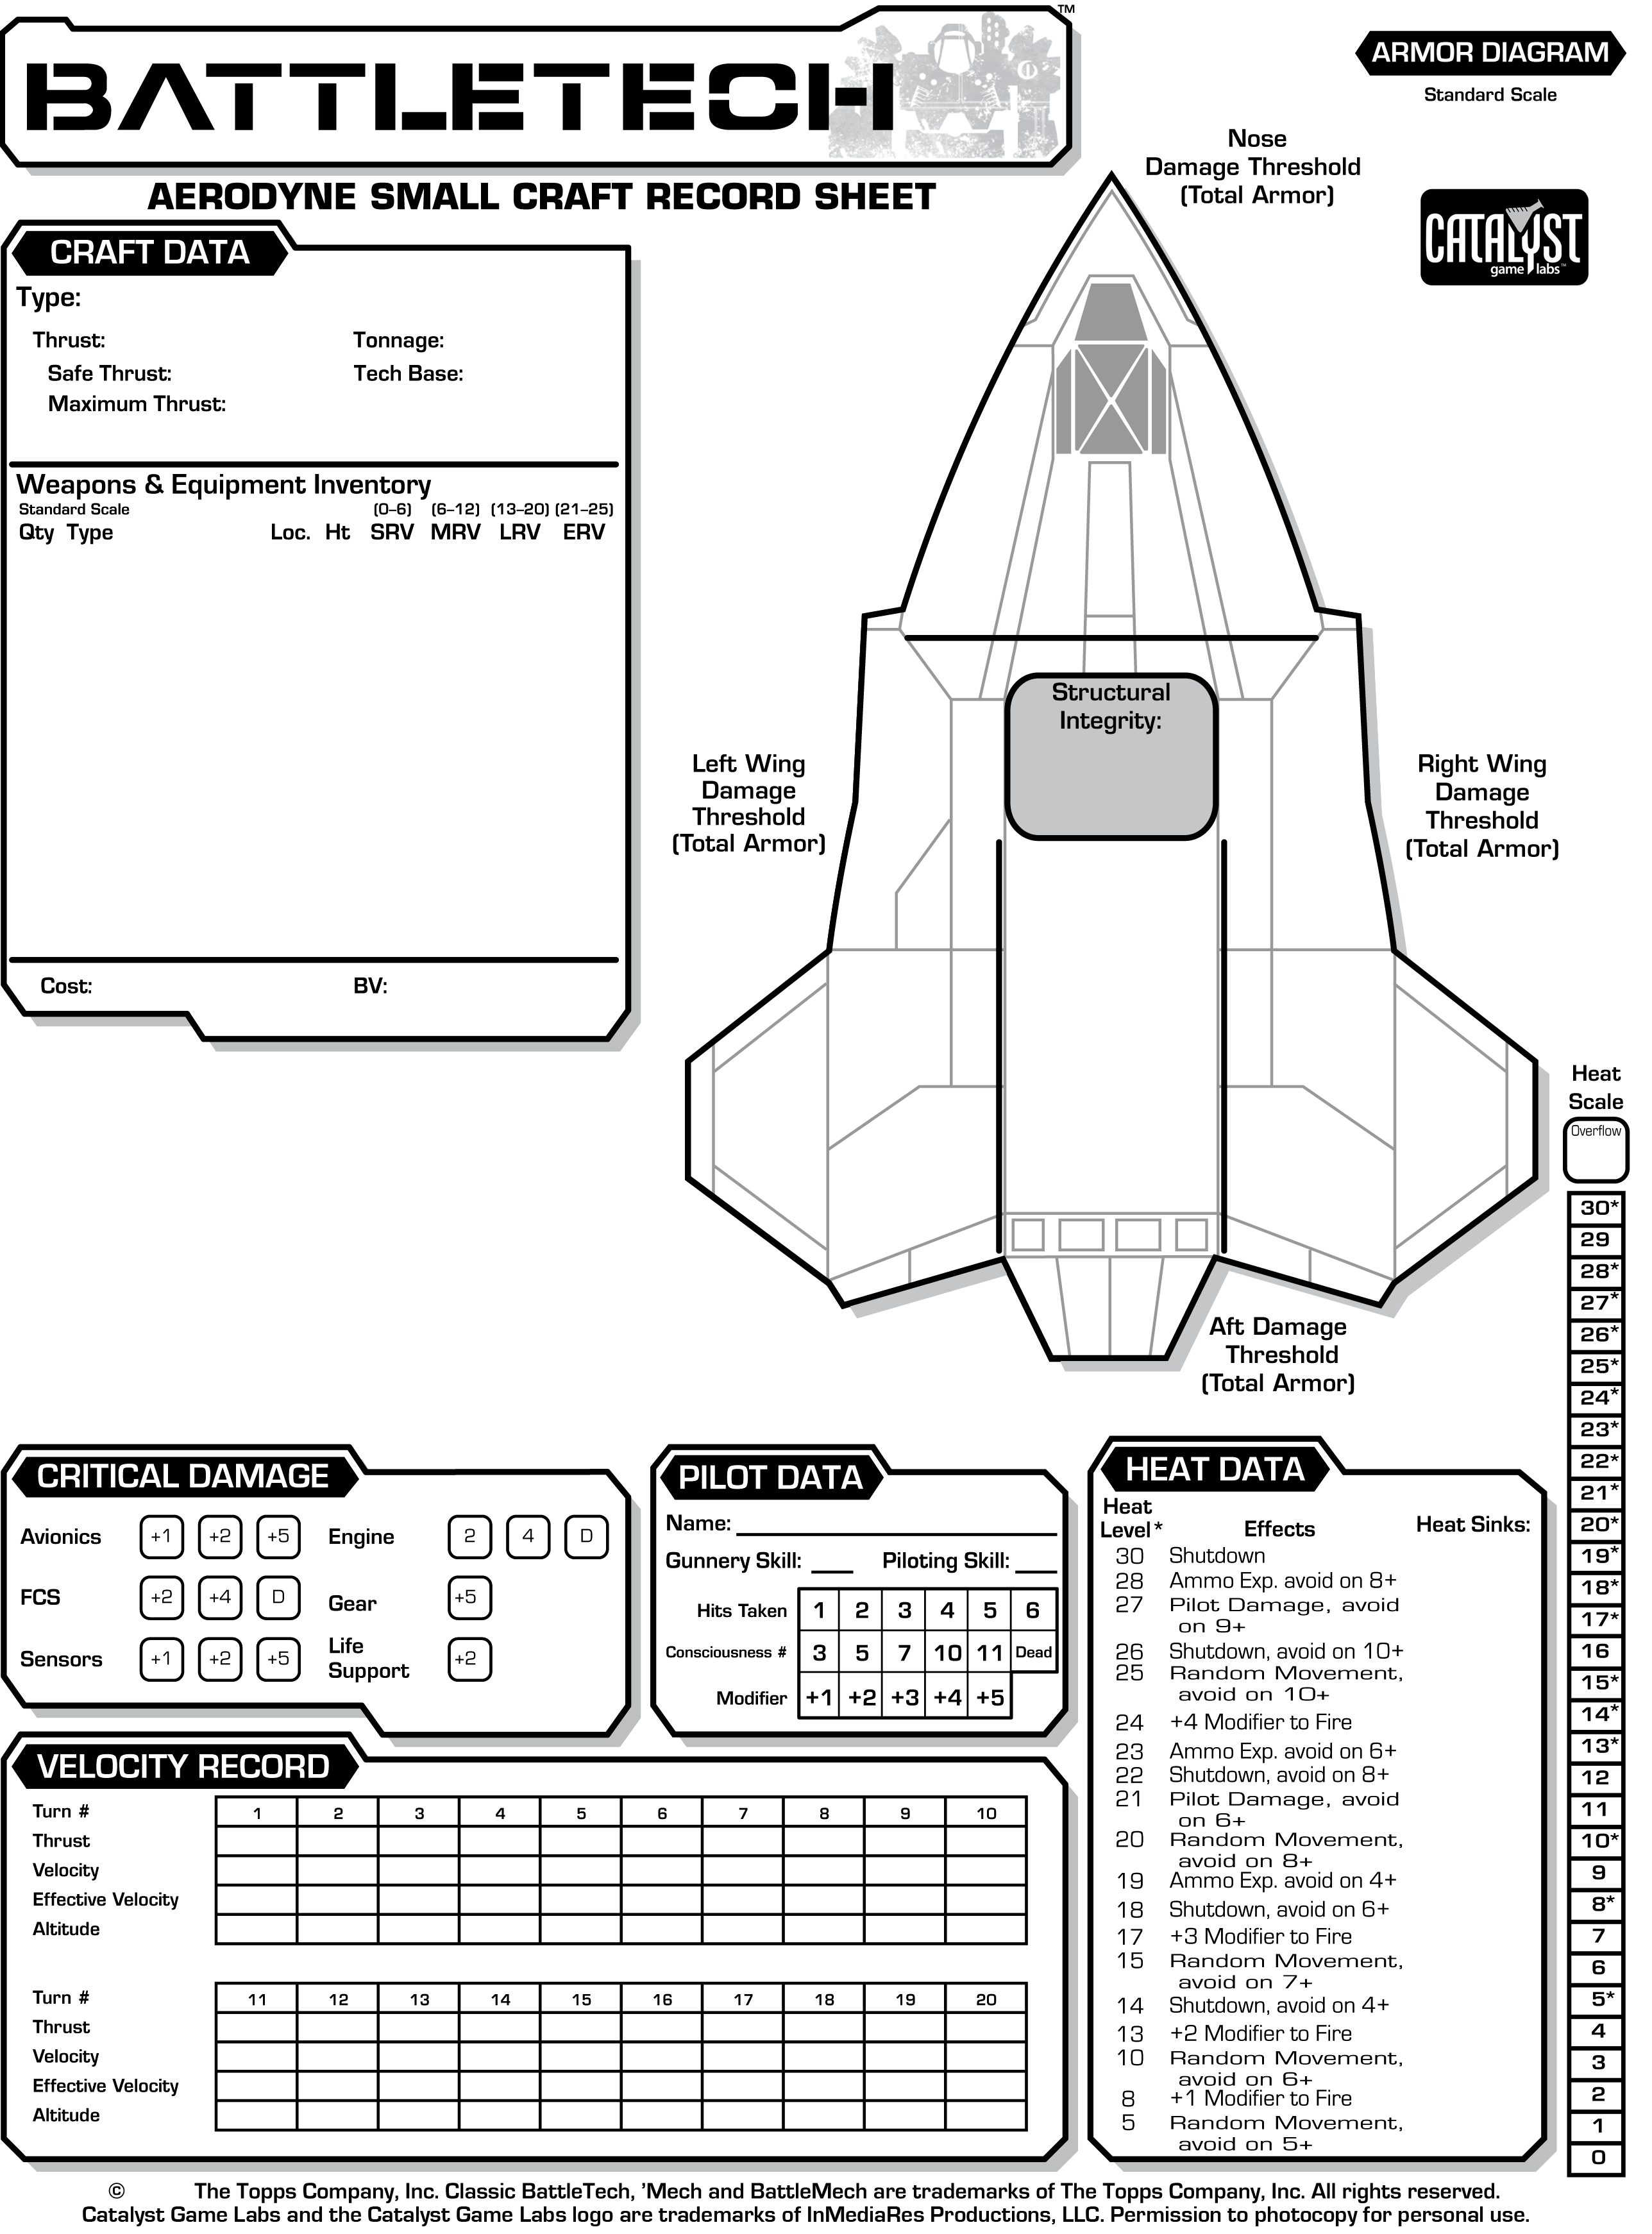 BATTLETECH
TM
AERODYNE SMALL CRAFT RECORD SHEET
CRAFT DATA
Type:
Thrust: Tonnage:
Safe Thrust: Tech Base:
Maximum Thrust:
Weapons & Equipment Inventory
Standard Scale (0–6) (6–12) (13–20) (21–25)
Qty Type Loc. Ht SRV MRV LRV ERV
Cost: BV:
ARMOR DIAGRAM
Standard Scale
Nose
Damage Threshold
(Total Armor)
CATALYST
game labs™
Structural
Integrity:
Left Wing
Damage
Threshold
(Total Armor)
Right Wing
Damage
Threshold
(Total Armor)
Aft Damage
Threshold
(Total Armor)
Heat
Scale
Overflow
30*
29
28*
27*
26*
25*
24*
23*
22*
21*
20*
19*
18*
17*
16
15*
14*
13*
12
11
10*
9
8*
7
6
5*
4
3
2
1
0
CRITICAL DAMAGE
Avionics +1 +2 +5 Engine 2 4 D
FCS +2 +4 D Gear +5
Sensors +1 +2 +5 Life
Support +2
PILOT DATA
Name:
Gunnery Skill: Piloting Skill:
Hits Taken 1 2 3 4 5 6
Consciousness # 3 5 7 10 11 Dead
Modifier +1 +2 +3 +4 +5
HEAT DATA
Heat
Level* Effects Heat Sinks:
30 Shutdown
28 Ammo Exp. avoid on 8+
27 Pilot Damage, avoid
on 9+
26 Shutdown, avoid on 10+
25 Random Movement,
avoid on 10+
24 +4 Modifier to Fire
23 Ammo Exp. avoid on 6+
22 Shutdown, avoid on 8+
21 Pilot Damage, avoid
on 6+
20 Random Movement,
avoid on 8+
19 Ammo Exp. avoid on 4+
18 Shutdown, avoid on 6+
17 +3 Modifier to Fire
15 Random Movement,
avoid on 7+
14 Shutdown, avoid on 4+
13 +2 Modifier to Fire
10 Random Movement,
avoid on 6+
8 +1 Modifier to Fire
5 Random Movement,
avoid on 5+
VELOCITY RECORD
Turn # 1 2 3 4 5 6 7 8 9 10
Thrust
Velocity
Effective Velocity
Altitude
Turn # 11 12 13 14 15 16 17 18 19 20
Thrust
Velocity
Effective Velocity
Altitude
© The Topps Company, Inc. Classic BattleTech, ’Mech and BattleMech are trademarks of The Topps Company, Inc. All rights reserved.
Catalyst Game Labs and the Catalyst Game Labs logo are trademarks of InMediaRes Productions, LLC. Permission to photocopy for personal use.